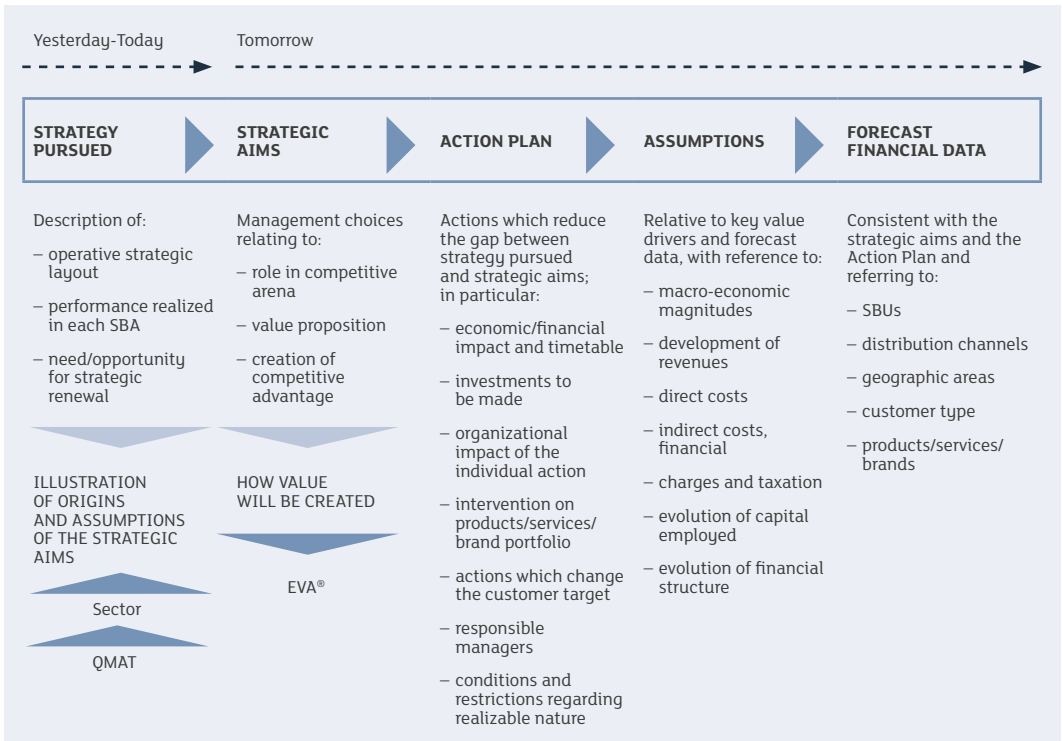 Yesterday-Today
Tomorrow
STRATEGY
PURSUED
STRATEGIC
AIMS
ACTION PLAN
ASSUMPTIONS
FORECAST
FINANCIAL DATA
Description of:
– operative strategic
layout
– performance realized
in each SBA
– need/opportunity
for strategic
renewal
ILLUSTRATION
OF ORIGINS
AND ASSUMPTIONS
OF THE STRATEGIC
AIMS
Sector
QMAT
Management choices
relating to:
– role in competitive
arena
– value proposition
– creation of
competitive
advantage
HOW VALUE
WILL BE CREATED
EVA®
Actions which reduce
the gap between
strategy pursued
and strategic aims;
in particular:
– economic/financial
impact and timetable
– investments to
be made
– organizational
impact of the
individual action
– intervention on
products/services/
brand portfolio
– actions which change
the customer target
– responsible
managers
– conditions and
restrictions regarding
realizable nature
Relative to key value
drivers and forecast
data, with reference to:
– macro-economic
magnitudes
– development of
revenues
– direct costs
– indirect costs,
financial
– charges and taxation
– evolution of capital
employed
– evolution of financial
structure
Consistent with the
strategic aims and the
Action Plan and
referring to:
– SBUs
– distribution channels
– geographic areas
– customer type
– products/services/
brands